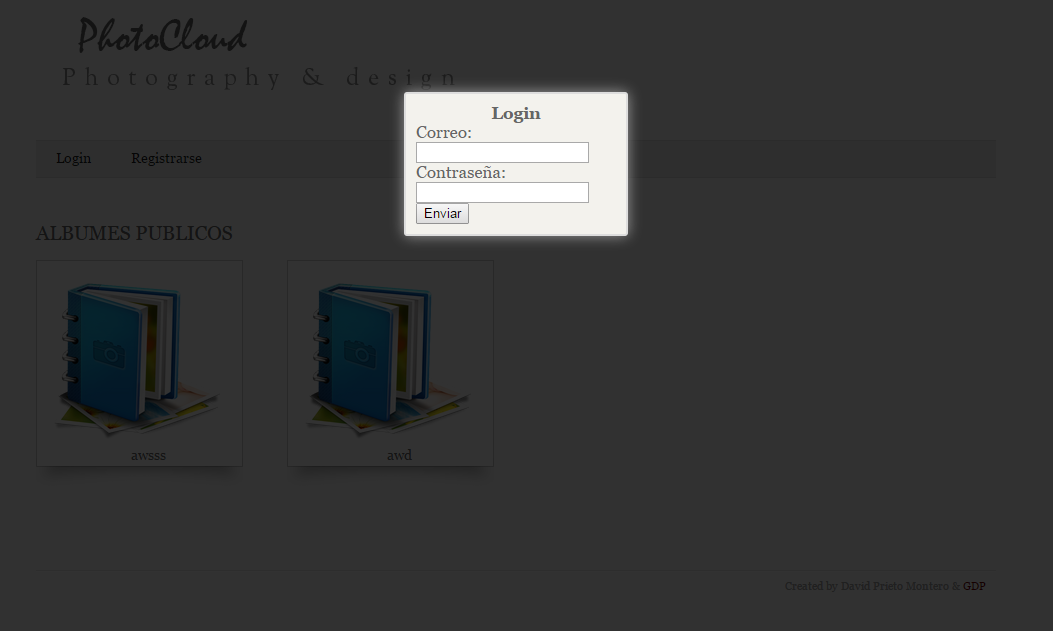 PhotoCloud
Photography & design
Login
Correo:
Contraseña:
Enviar
Login Registrarse
ALBUMES PUBLICOS
awsss awd
Created by David Prieto Montero & GDP